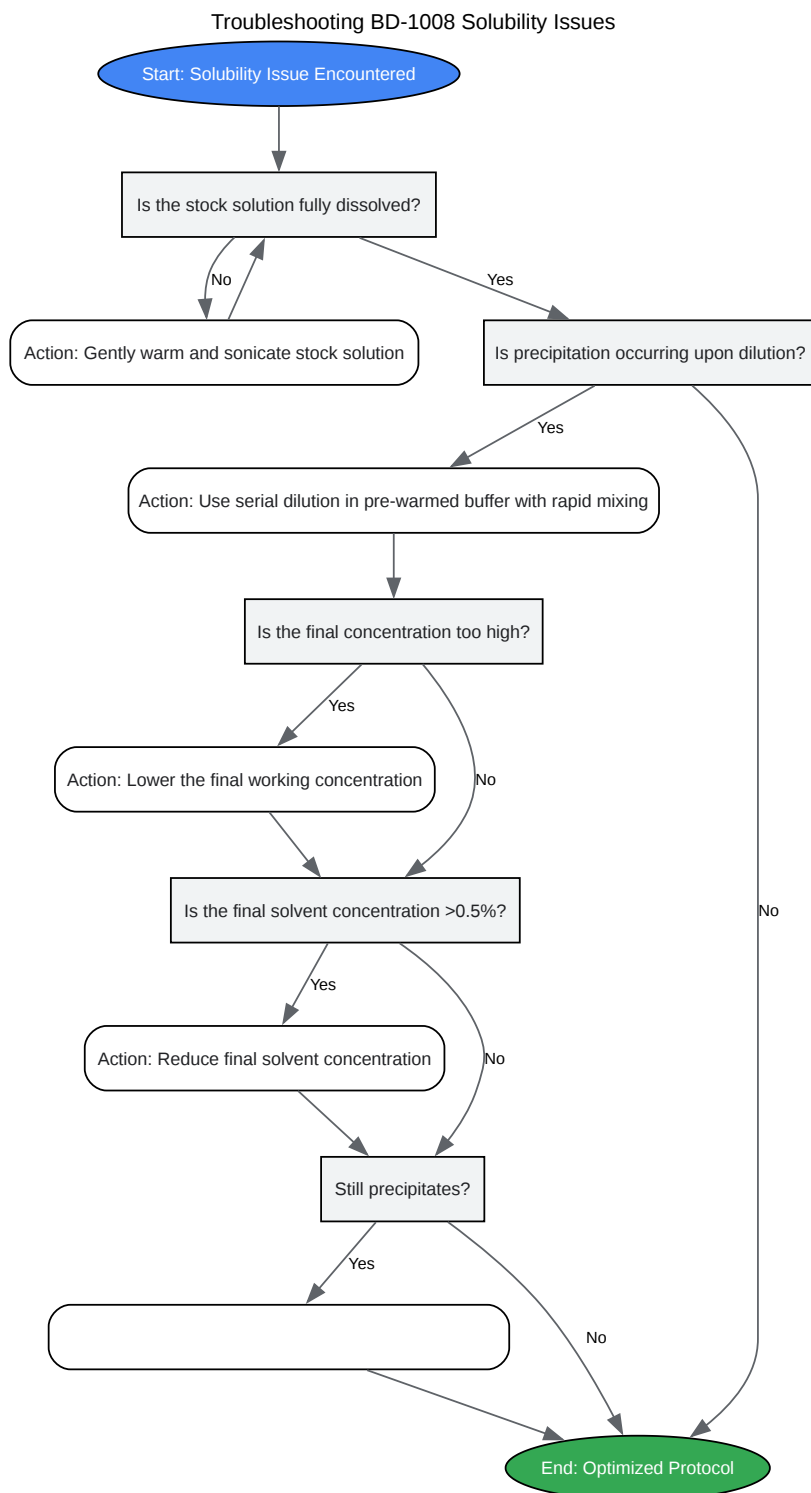 Troubleshooting BD-1008 Solubility Issues
Start: Solubility Issue Encountered
Is the stock solution fully dissolved?
No
Yes
Action: Gently warm and sonicate stock solution
Is precipitation occurring upon dilution?
Yes
Action: Use serial dilution in pre-warmed buffer with rapid mixing
Is the final concentration too high?
Yes
Action: Lower the final working concentration
No
Is the final solvent concentration >0.5%?
No
Yes
Action: Reduce final solvent concentration
No
Still precipitates?
Yes
No
End: Optimized Protocol